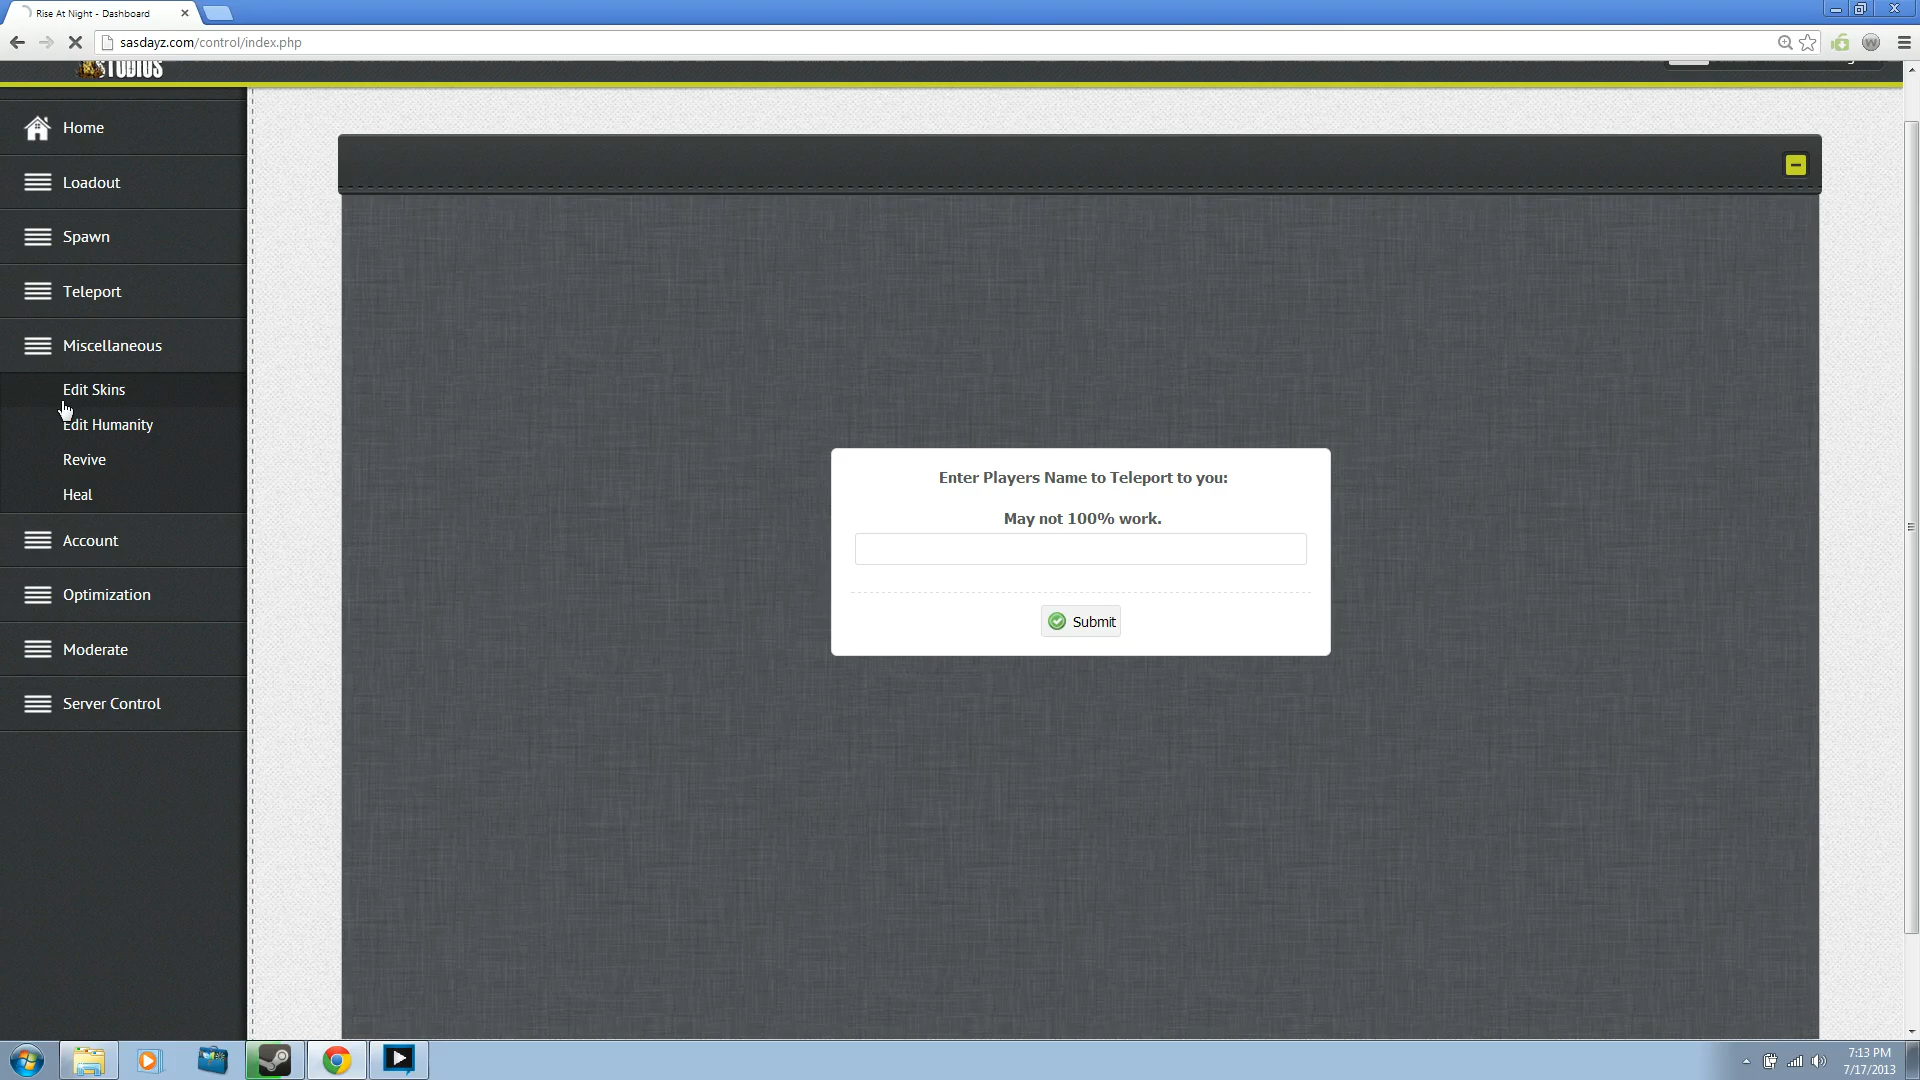 Rise At Night - Dashboard
sasdayz.com/control/index.php
STUDIOS
Home
Loadout
Spawn
Teleport
Miscellaneous
Edit Skins
Edit Humanity
Revive
Heal
Account
Optimization
Moderate
Server Control
Enter Players Name to Teleport to you:
May not 100% work.
Submit
7:13 PM
7/17/2013